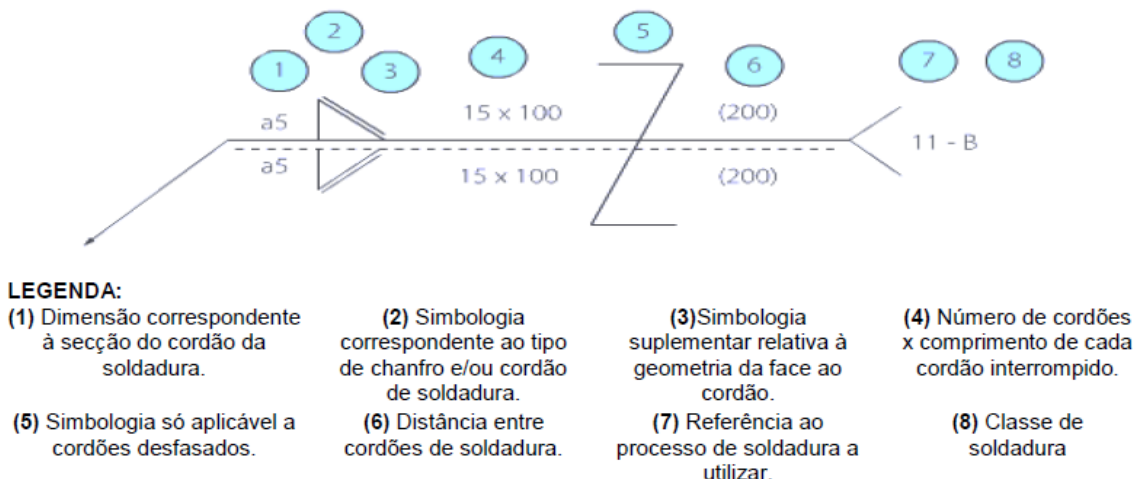 2
5
1
3
4
6
7
8
a5
15 x 100
(200)
11 - B
a5
15 x 100
(200)
LEGENDA:
(1) Dimensão correspondente
à secção do cordão da
soldadura.
(2) Simbologia
correspondente ao tipo
de chanfro e/ou cordão
de soldadura.
(3)Simbologia
suplementar relativa à
geometria da face ao
cordão.
(4) Número de cordões
x comprimento de cada
cordão interrompido.
(5) Simbologia só aplicável a
cordões desfasados.
(6) Distância entre
cordões de soldadura.
(7) Referência ao
processo de soldadura a
utilizar.
(8) Classe de
soldadura